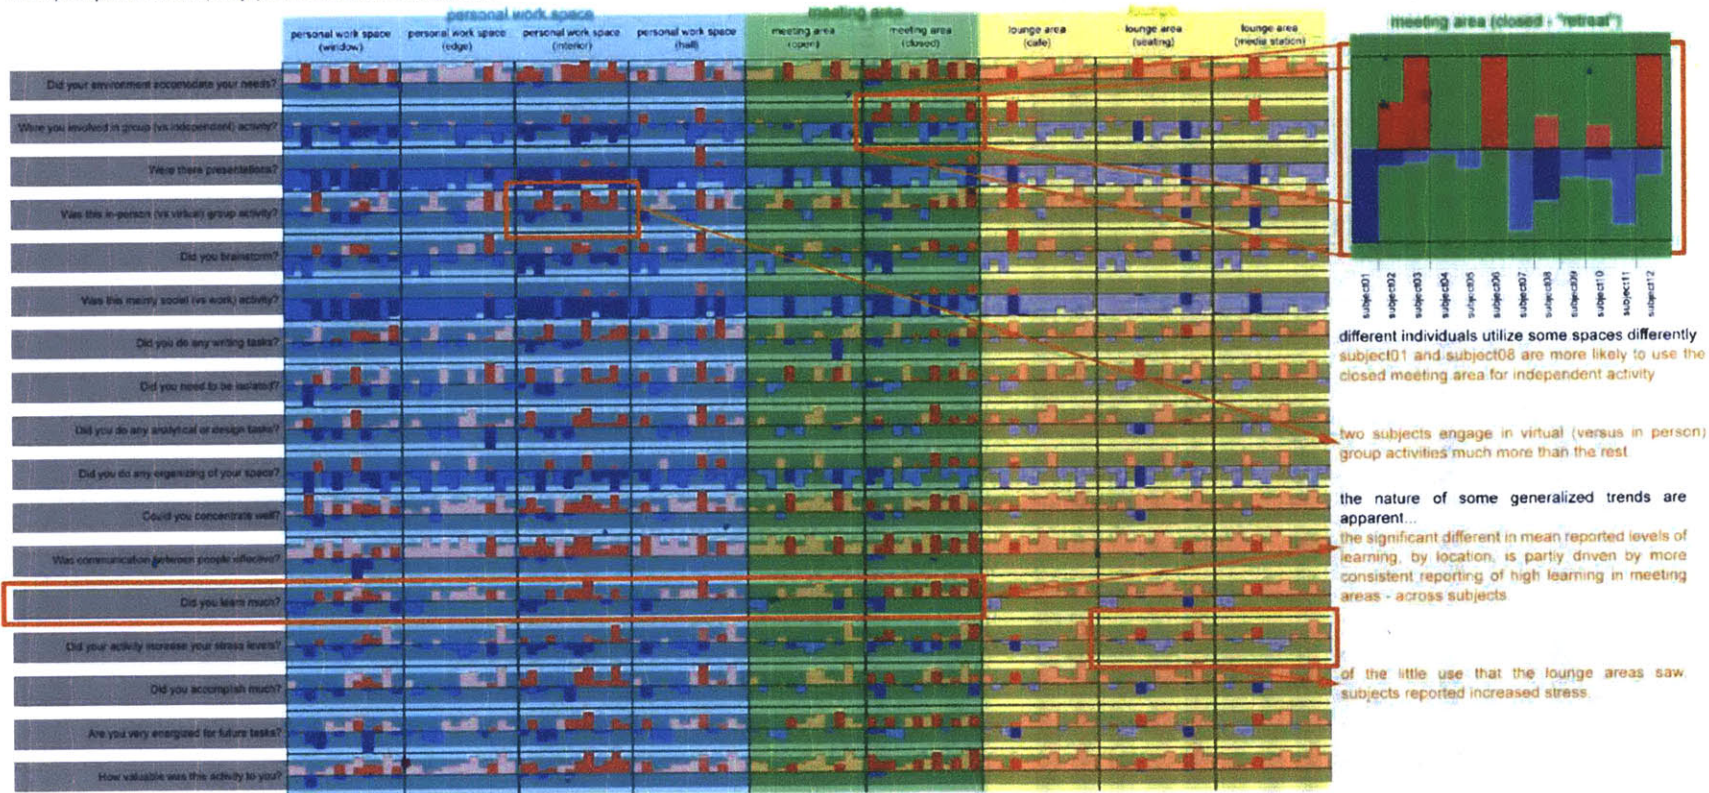 personal work space
meeting area
lounge
meeting area (closed - "retreat")
personal work space
(window)
personal work space
(edge)
personal work space
(interior)
personal work space
(hall)
meeting area
(open)
meeting area
(closed)
lounge area
(cafe)
lounge area
(seating)
lounge area
(media station)
Did your environment accomodate your needs?
Were you involved in group (vs independent) activity?
Were there presentations?
Was this in-person (vs virtual) group activity?
Did you brainstorm?
Was this mainly social (vs work) activity?
Did you do any writing tasks?
Did you need to be isolated?
Did you do any analytical or design tasks?
Did you do any organizing of your space?
Could you concentrate well?
Was communication between people effective?
Did you learn much?
Did your activity increase your stress levels?
Did you accomplish much?
Are you very energized for future tasks?
How valuable was this activity to you?
subject01
subject02
subject03
subject04
subject05
subject06
subject07
subject08
subject09
subject10
subject11
subject12
different individuals utilize some spaces differently
subject01 and subject08 are more likely to use the
closed meeting area for independent activity
two subjects engage in virtual (versus in person)
group activities much more than the rest
the nature of some generalized trends are
apparent...
the significant different in mean reported levels of
learning, by location, is partly driven by more
consistent reporting of high learning in meeting
areas - across subjects
of the little use that the lounge areas saw,
subjects reported increased stress.